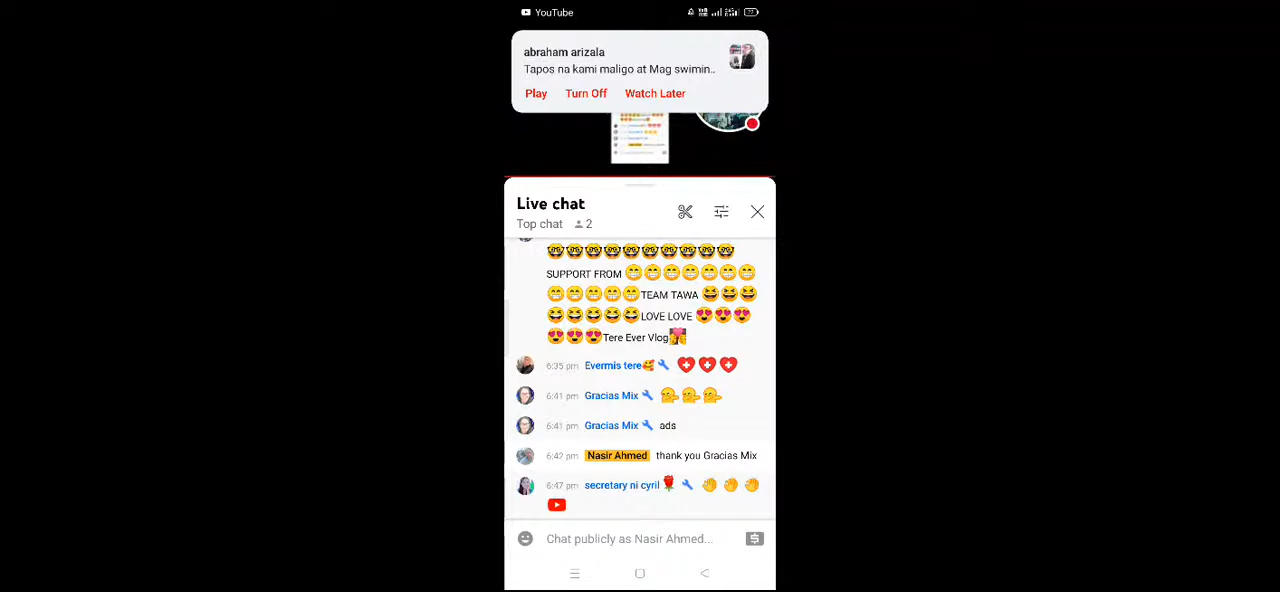 YouTube
77
abraham arizala
Tapos na kami maligo at Mag swimin..
Play Turn Off Watch Later
Live chat
Top chat 2
SUPPORT FROM
TEAM TAWA
LOVE LOVE
Tere Ever Vlog
6:35 pm Evermis tere
6:41 pm Gracias Mix
6:41 pm Gracias Mix ads
6:42 pm Nasir Ahmed thank you Gracias Mix
6:47 pm secretary ni cyril
Chat publicly as Nasir Ahmed...